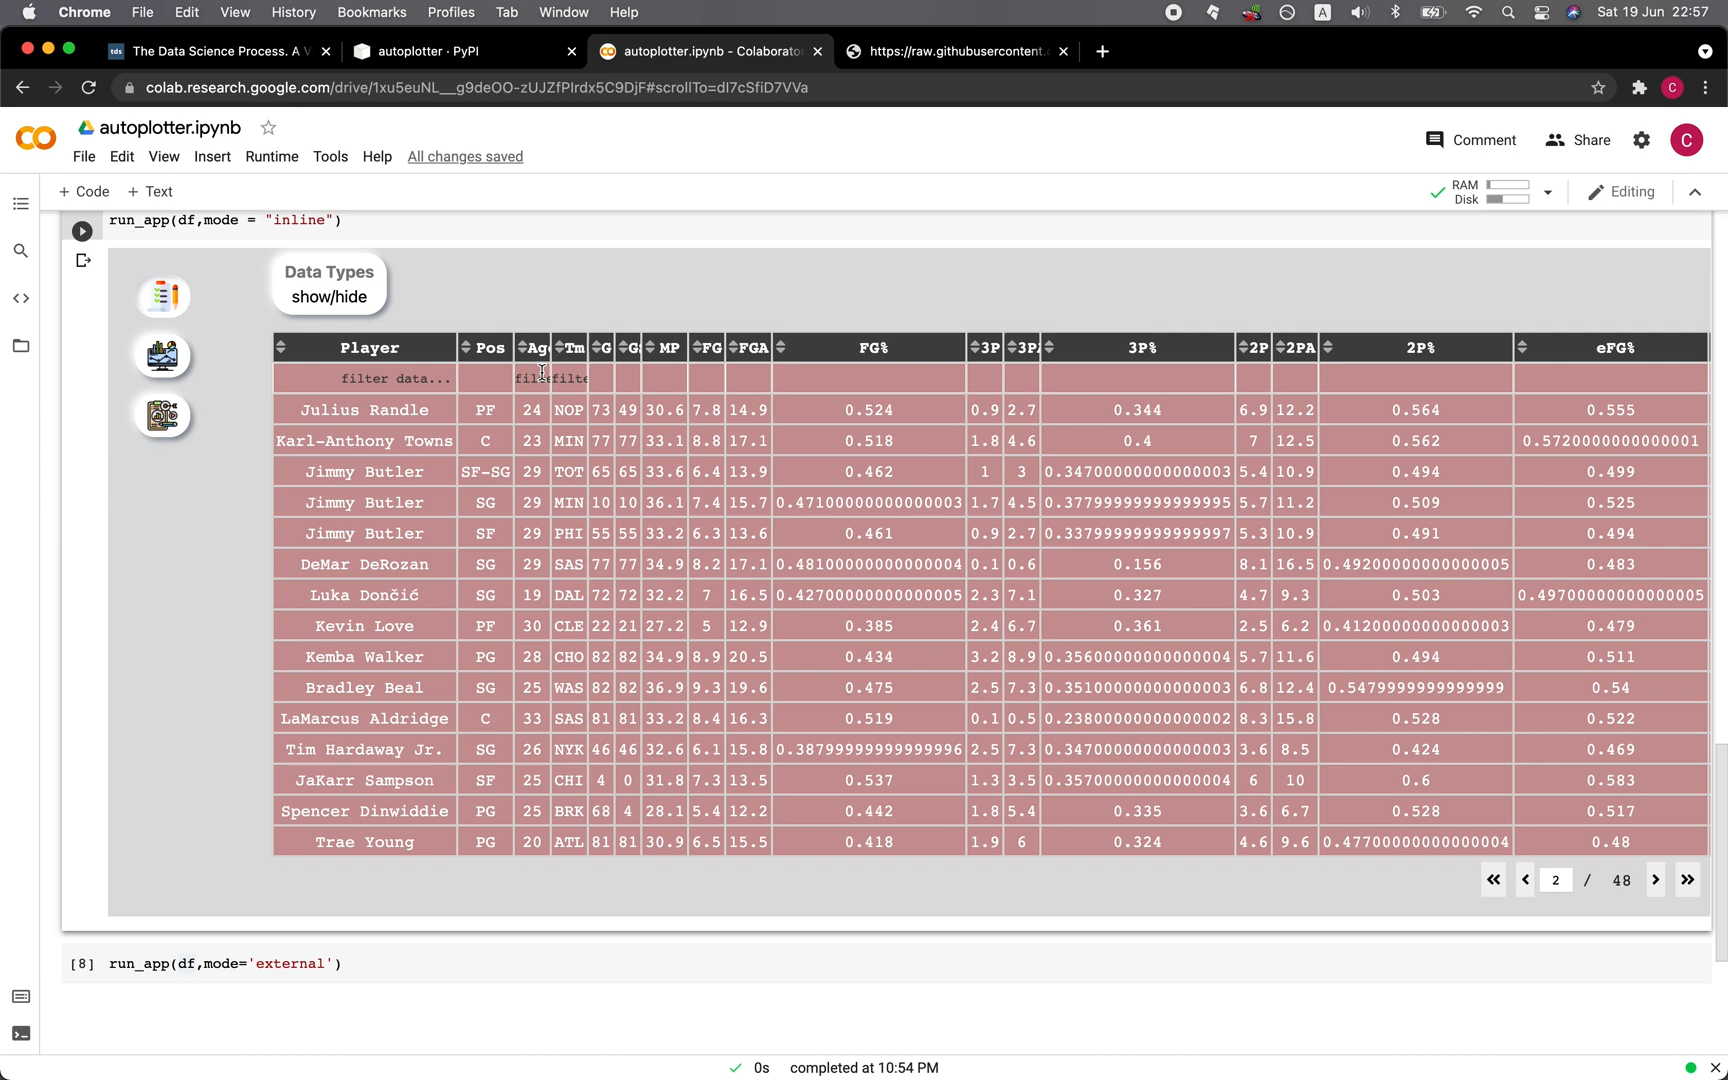 Chrome File Edit View History Bookmarks Profiles Tab Window Help A Sat 19 Jun 22:57
tds The Data Science Process. A V autoplotter · PyPI autoplotter.ipynb - Colaborato https://raw.githubusercontent.
colab.research.google.com/drive/1xu5euNL__g9deOO-zUJZfPIrdx5C9DjF#scrollTo=dI7cSfiD7VVa C
autoplotter.ipynb Comment Share C
File Edit View Insert Runtime Tools Help All changes saved
+ Code + Text RAM Disk Editing
run_app(df,mode = "inline")
Data Types
show/hide
Player Pos Age Tm G G MP FG FGA FG% 3P 3P 3P% 2P 2PA 2P% eFG%
filter data... filte filte
Julius Randle PF 24 NOP 73 49 30.6 7.8 14.9 0.524 0.9 2.7 0.344 6.9 12.2 0.564 0.555
Karl-Anthony Towns C 23 MIN 77 77 33.1 8.8 17.1 0.518 1.8 4.6 0.4 7 12.5 0.562 0.5720000000000001
Jimmy Butler SF-SG 29 TOT 65 65 33.6 6.4 13.9 0.462 1 3 0.34700000000000003 5.4 10.9 0.494 0.499
Jimmy Butler SG 29 MIN 10 10 36.1 7.4 15.7 0.47100000000000003 1.7 4.5 0.37799999999999995 5.7 11.2 0.509 0.525
Jimmy Butler SF 29 PHI 55 55 33.2 6.3 13.6 0.461 0.9 2.7 0.33799999999999997 5.3 10.9 0.491 0.494
DeMar DeRozan SG 29 SAS 77 77 34.9 8.2 17.1 0.48100000000000004 0.1 0.6 0.156 8.1 16.5 0.49200000000000005 0.483
Luka Dončić SG 19 DAL 72 72 32.2 7 16.5 0.42700000000000005 2.3 7.1 0.327 4.7 9.3 0.503 0.49700000000000005
Kevin Love PF 30 CLE 22 21 27.2 5 12.9 0.385 2.4 6.7 0.361 2.5 6.2 0.41200000000000003 0.479
Kemba Walker PG 28 CHO 82 82 34.9 8.9 20.5 0.434 3.2 8.9 0.35600000000000004 5.7 11.6 0.494 0.511
Bradley Beal SG 25 WAS 82 82 36.9 9.3 19.6 0.475 2.5 7.3 0.35100000000000003 6.8 12.4 0.5479999999999999 0.54
LaMarcus Aldridge C 33 SAS 81 81 33.2 8.4 16.3 0.519 0.1 0.5 0.23800000000000002 8.3 15.8 0.528 0.522
Tim Hardaway Jr. SG 26 NYK 46 46 32.6 6.1 15.8 0.38799999999999996 2.5 7.3 0.34700000000000003 3.6 8.5 0.424 0.469
JaKarr Sampson SF 25 CHI 4 0 31.8 7.3 13.5 0.537 1.3 3.5 0.35700000000000004 6 10 0.6 0.583
Spencer Dinwiddie PG 25 BRK 68 4 28.1 5.4 12.2 0.442 1.8 5.4 0.335 3.6 6.7 0.528 0.517
Trae Young PG 20 ATL 81 81 30.9 6.5 15.5 0.418 1.9 6 0.324 4.6 9.6 0.47700000000000004 0.48
2 / 48
[8] run_app(df,mode='external')
0s completed at 10:54 PM